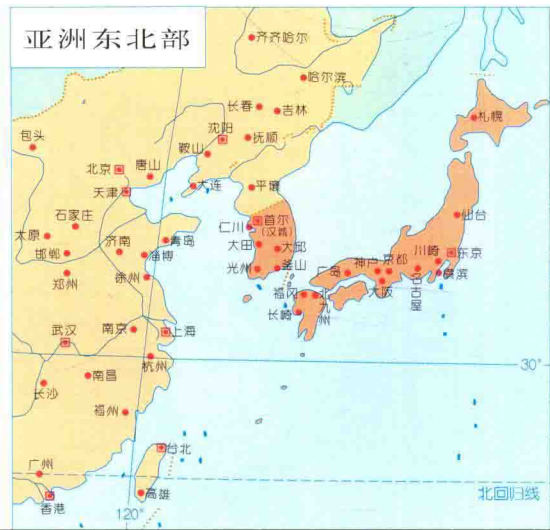 亚洲东北部
齐齐哈尔
哈尔滨
长春
吉林
札幌
沈阳
包头
抚顺
鞍山
北京
唐山
大连
平壤
天津
仙台
石家庄
首尔
(汉城)
仁川
太原
青岛
大田
大邱
济南
淄博
邯郸
川崎
东京
神户
京都
光州
釜山
广岛
横滨
郑州
徐州
名古屋
大阪
福冈
北九州
长崎
武汉
南京
上海
杭州
30°
南昌
长沙
福州
台北
广州
高雄
北回归线
香港
120°